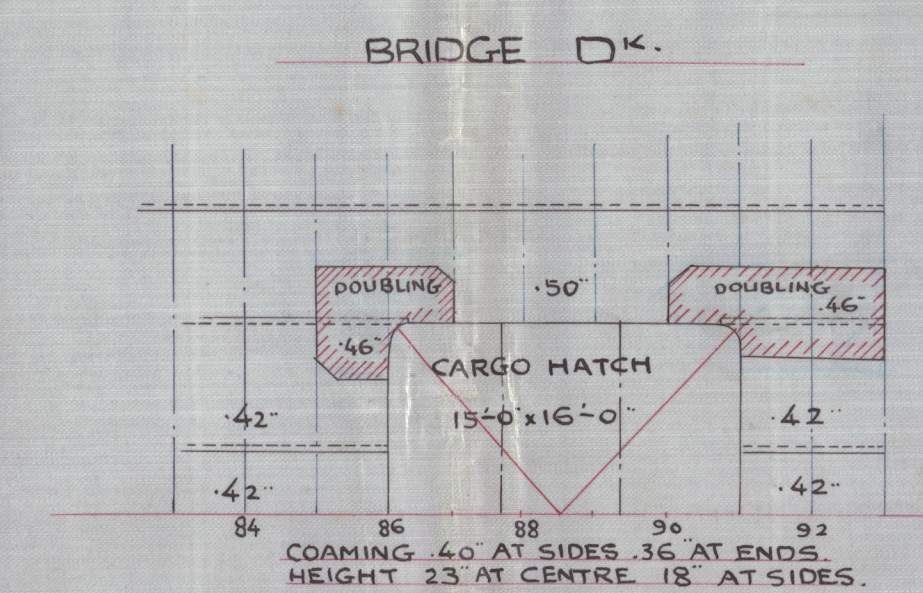 BRIDGE DK.
DOUBLING
·50"
DOUBLING
·46"
·46"
CARGO HATCH
·42"
15'-0" x 16'-0"
·42"
·42"
·42"
84 86 88 90 92
COAMING .40" AT SIDES .36" AT ENDS.
HEIGHT 23" AT CENTRE 18" AT SIDES.